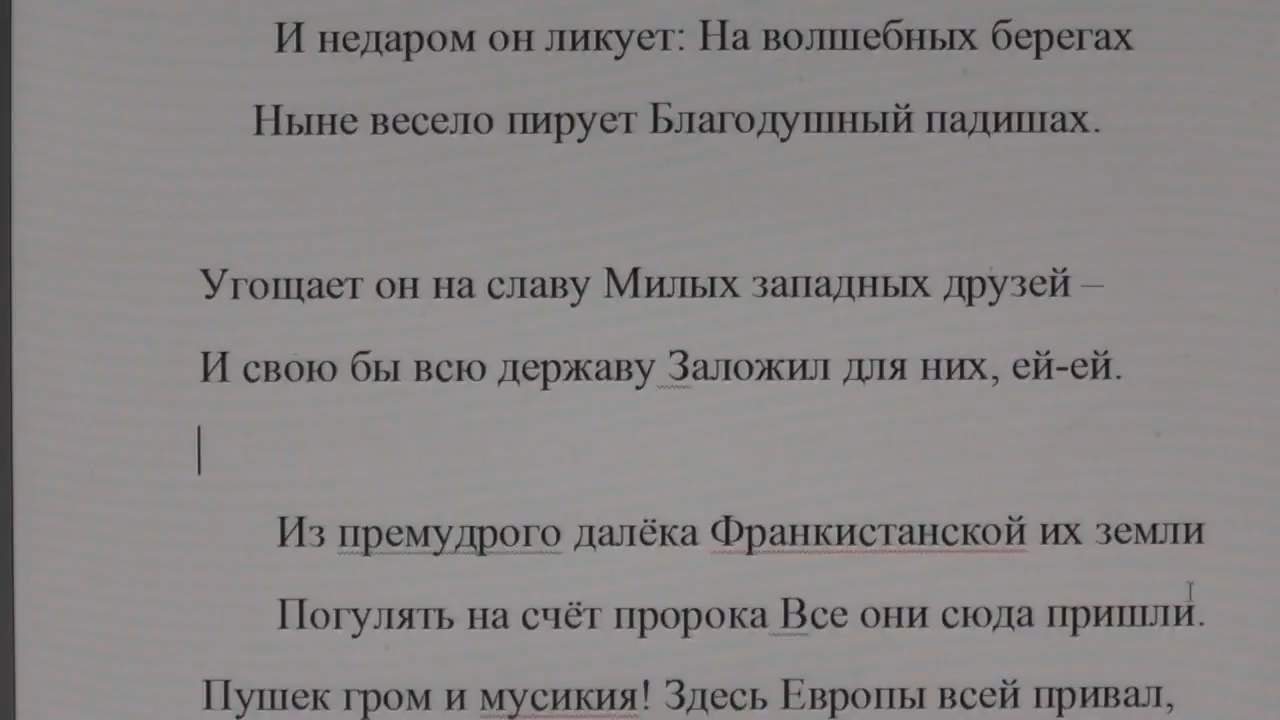 И недаром он ликует: На волшебных берегах
Ныне весело пирует Благодушный падишах.
Угощает он на славу Милых западных друзей –
И свою бы всю державу Заложил для них, ей-ей.
Из премудрого далёка Франкистанской их земли
Погулять на счёт пророка Все они сюда пришли.
Пушек гром и мусикия! Здесь Европы всей привал,